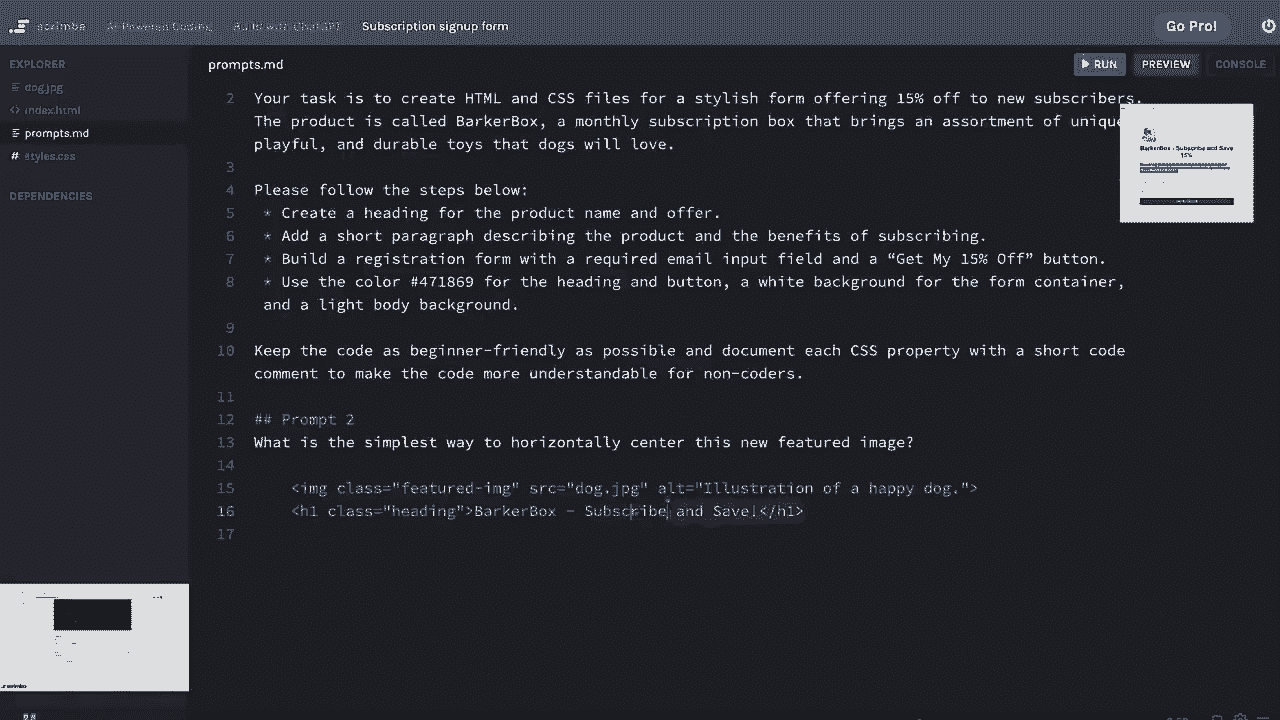 scrimba AI-Powered Coding Build with ChatGPT Subscription signup form Go Pro!
EXPLORER
dog.jpg
index.html
prompts.md
styles.css
DEPENDENCIES
prompts.md
RUN PREVIEW CONSOLE
2 Your task is to create HTML and CSS files for a stylish form offering 15% off to new subscribers.
The product is called BarkerBox, a monthly subscription box that brings an assortment of unique
playful, and durable toys that dogs will love.
3
4 Please follow the steps below:
5 * Create a heading for the product name and offer.
6 * Add a short paragraph describing the product and the benefits of subscribing.
7 * Build a registration form with a required email input field and a “Get My 15% Off” button.
8 * Use the color #471869 for the heading and button, a white background for the form container,
and a light body background.
9
10 Keep the code as beginner-friendly as possible and document each CSS property with a short code
comment to make the code more understandable for non-coders.
11
12 ## Prompt 2
13 What is the simplest way to horizontally center this new featured image?
14
15 <img class="featured-img" src="dog.jpg" alt="Illustration of a happy dog.">
16 <h1 class="heading">BarkerBox - Subscribe and Save!</h1>
17
BarkerBox - Subscribe and Save
15%